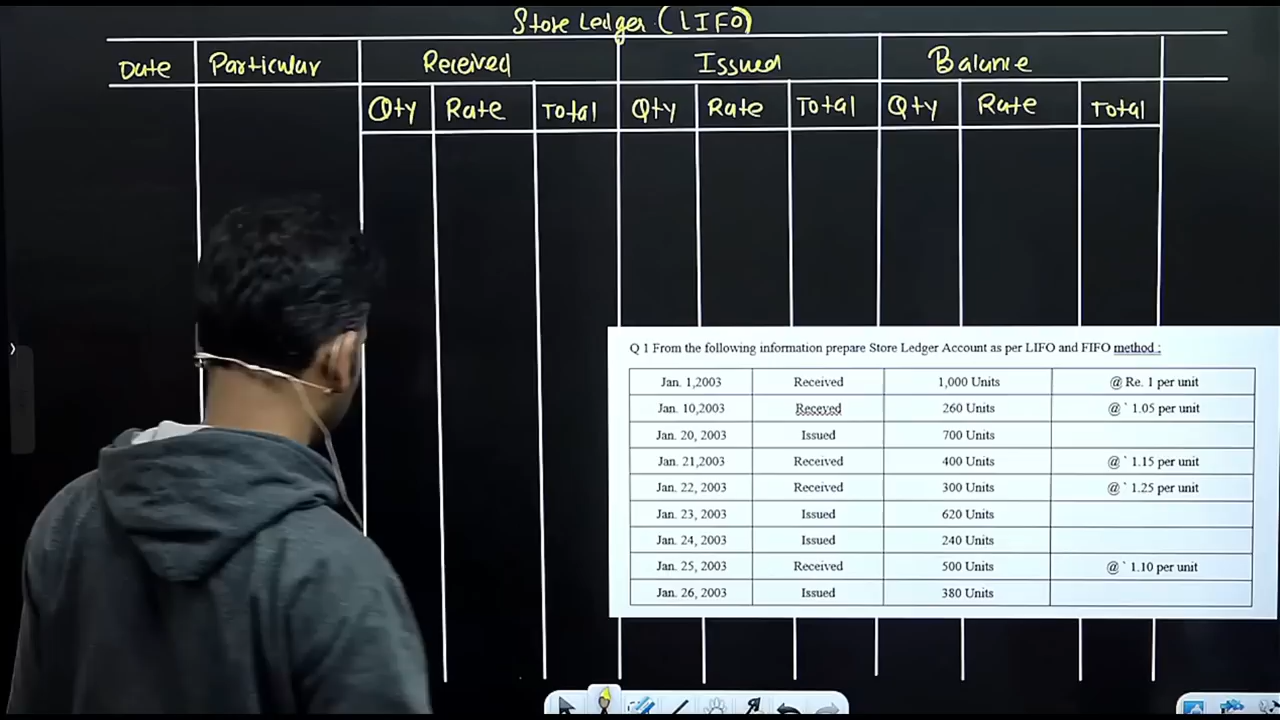 Store Ledger (LIFO)
Date Particular Received Issued Balance
Qty Rate Total Qty Rate Total Qty Rate Total
Q 1 From the following information prepare Store Ledger Account as per LIFO and FIFO method :
Jan. 1,2003 Received 1,000 Units @ Re. 1 per unit
Jan. 10,2003 Receved 260 Units @ ` 1.05 per unit
Jan. 20, 2003 Issued 700 Units
Jan. 21,2003 Received 400 Units @ ` 1.15 per unit
Jan. 22, 2003 Received 300 Units @ ` 1.25 per unit
Jan. 23, 2003 Issued 620 Units
Jan. 24, 2003 Issued 240 Units
Jan. 25, 2003 Received 500 Units @ ` 1.10 per unit
Jan. 26, 2003 Issued 380 Units